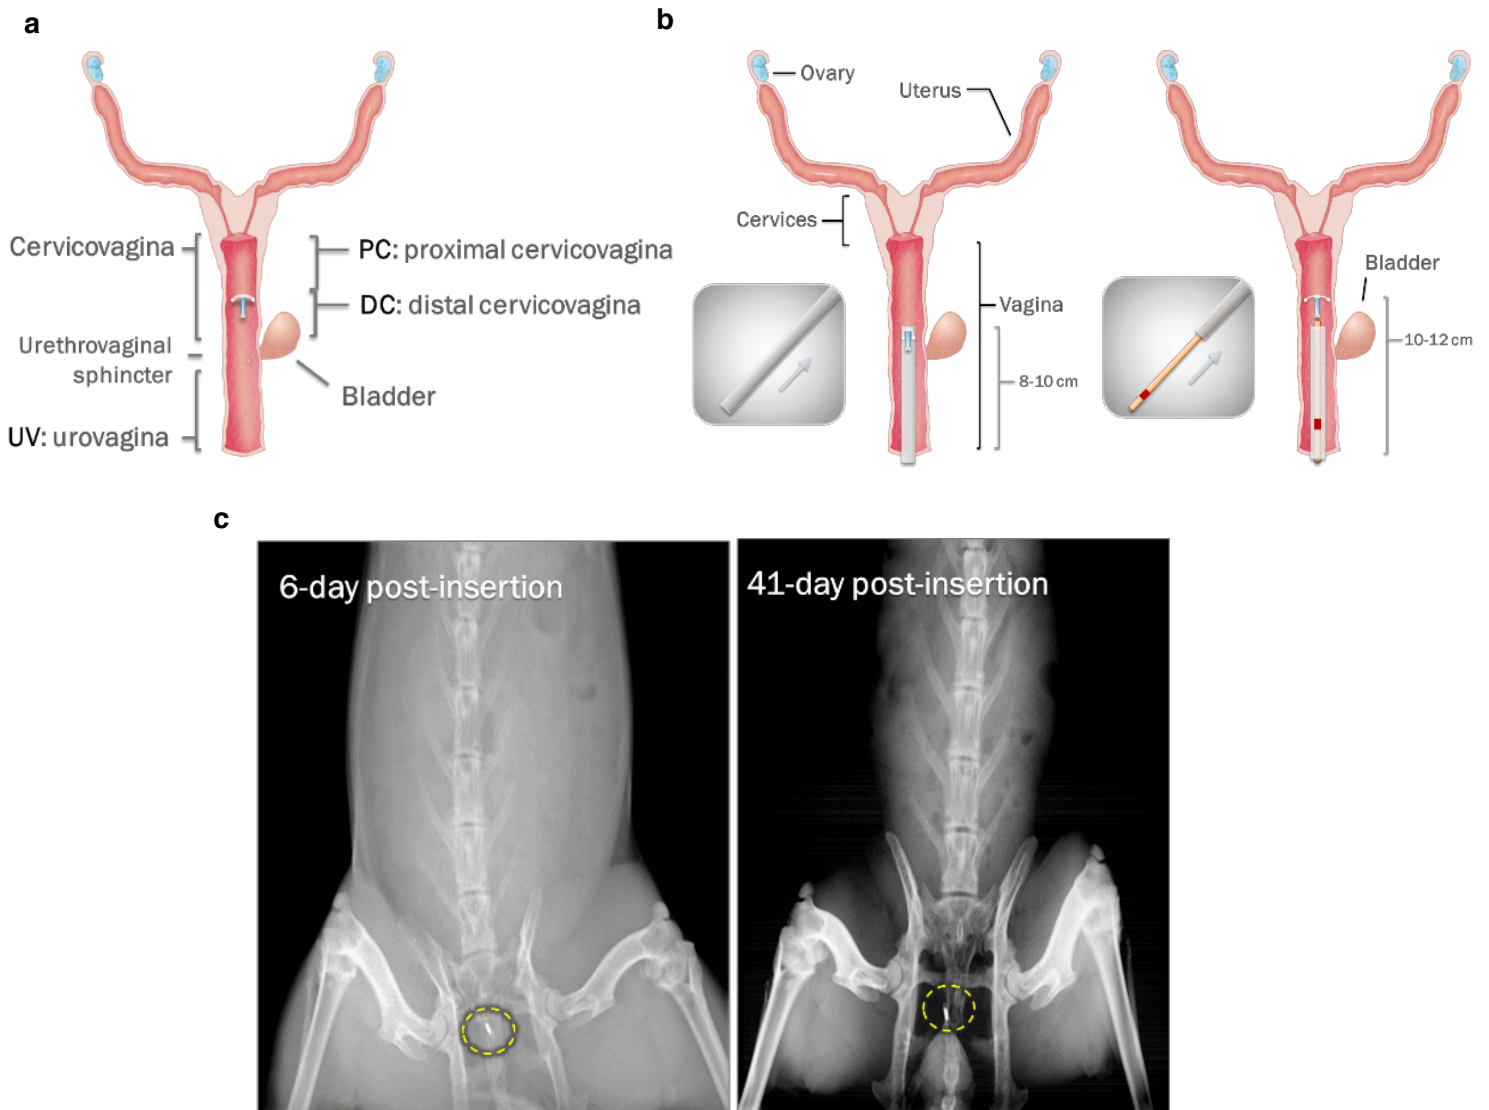 a
Cervicovagina
PC: proximal cervicovagina
DC: distal cervicovagina
Urethrovaginal
sphincter
Bladder
UV: urovagina
b
Ovary
Uterus
Cervices
Bladder
Vagina
10-12 cm
8-10 cm
c
6-day post-insertion
41-day post-insertion